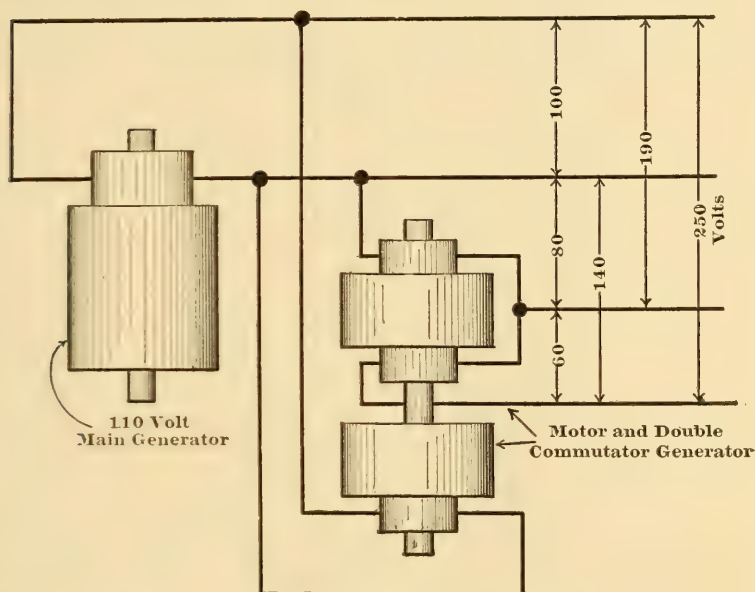 100
190
250
Volts
80
140
60
110 Volt
Main Generator
Motor and Double
Commutator Generator